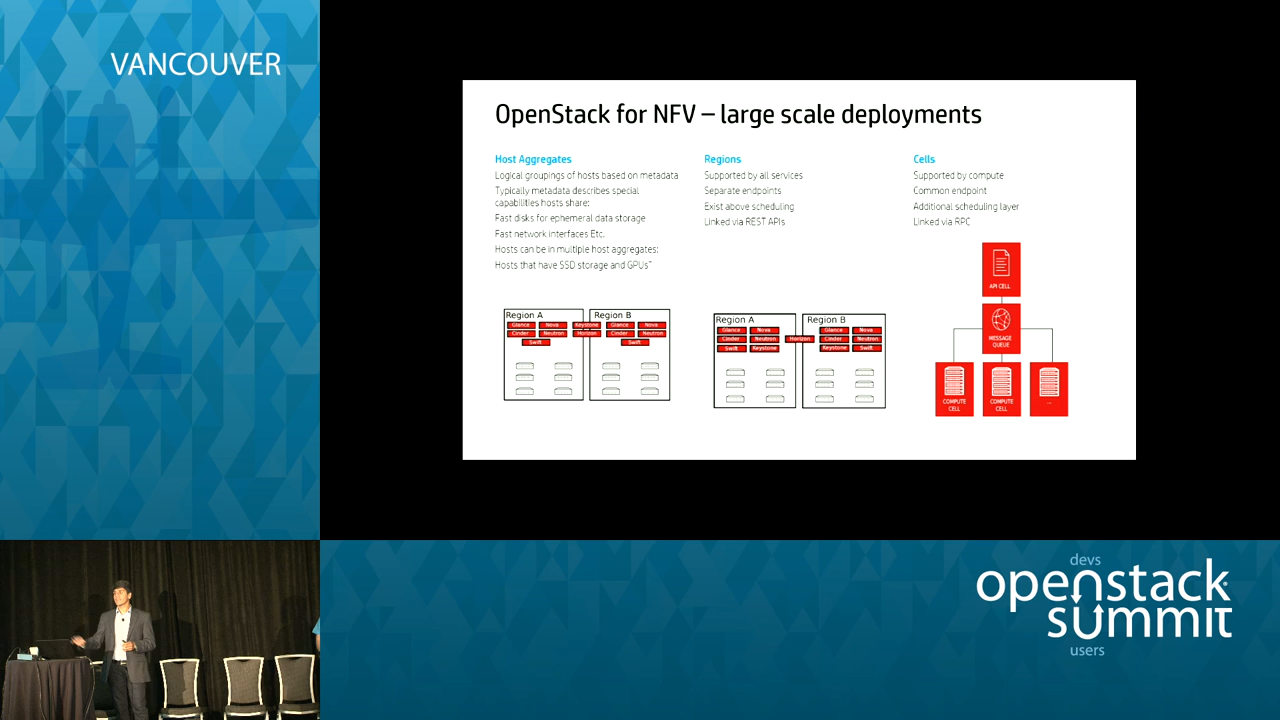 VANCOUVER
OpenStack for NFV – large scale deployments
Host Aggregates
Logical groupings of hosts based on metadata
Typically metadata describes special
capabilities hosts share:
Fast disks for ephemeral data storage
Fast network interfaces Etc.
Hosts can be in multiple host aggregates:
Hosts that have SSD storage and GPUs"
Regions
Supported by all services
Separate endpoints
Exist above scheduling
Linked via REST APIs
Cells
Supported by compute
Common endpoint
Additional scheduling layer
Linked via RPC
Region A
Glance Nova
Cinder Neutron
Swift
Keystone
Horizon
Region B
Glance Nova
Cinder Neutron
Swift
Region A
Glance Nova
Cinder Neutron
Swift Keystone
Horizon
Region B
Glance Nova
Cinder Neutron
Keystone Swift
API CELL
MESSAGE
QUEUE
COMPUTE
CELL
COMPUTE
CELL
...
devs
openstack
summit
users